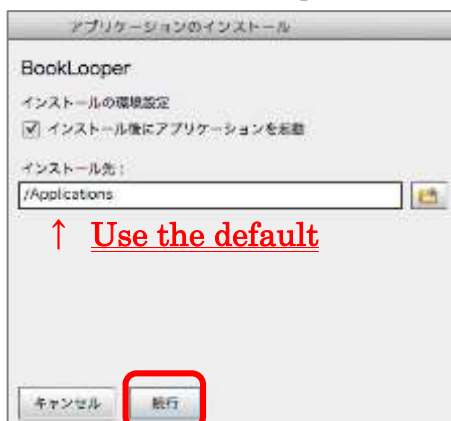 アプリケーションのインストール
BookLooper
インストールの環境設定
インストール後にアプリケーションを起動
インストール先:
/Applications
↑ Use the default
キャンセル 続行